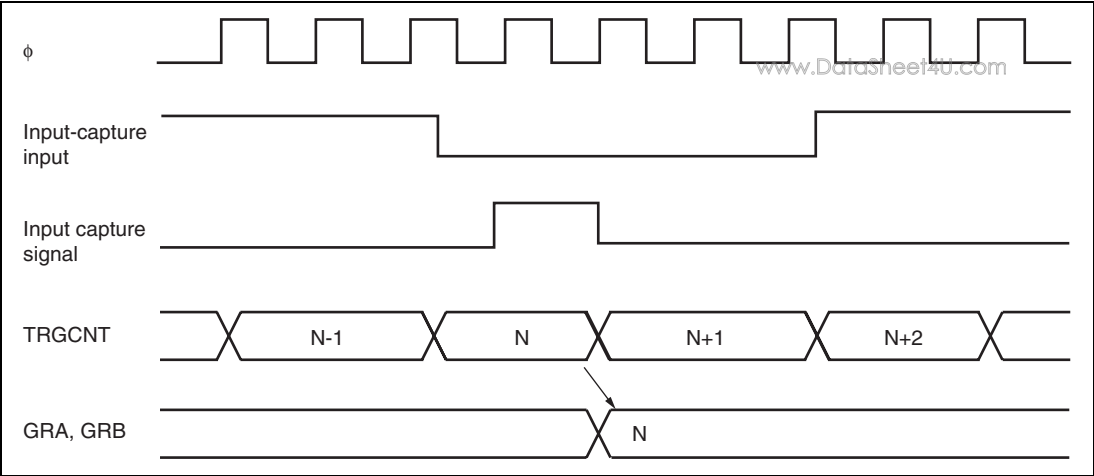 φ
www.DataSheet4U.com
Input-capture
input
Input capture
signal
TRGCNT
N-1
N
N+1
N+2
GRA, GRB
N